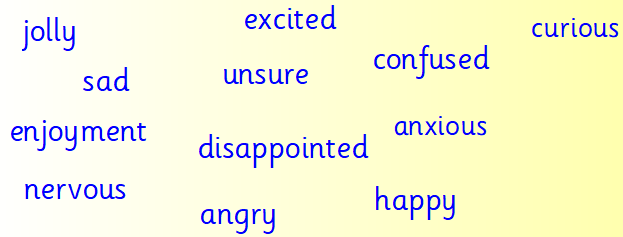 excited
curious
jolly
confused
unsure
sad
anxious
enjoyment
disappointed
nervous
happy
angry